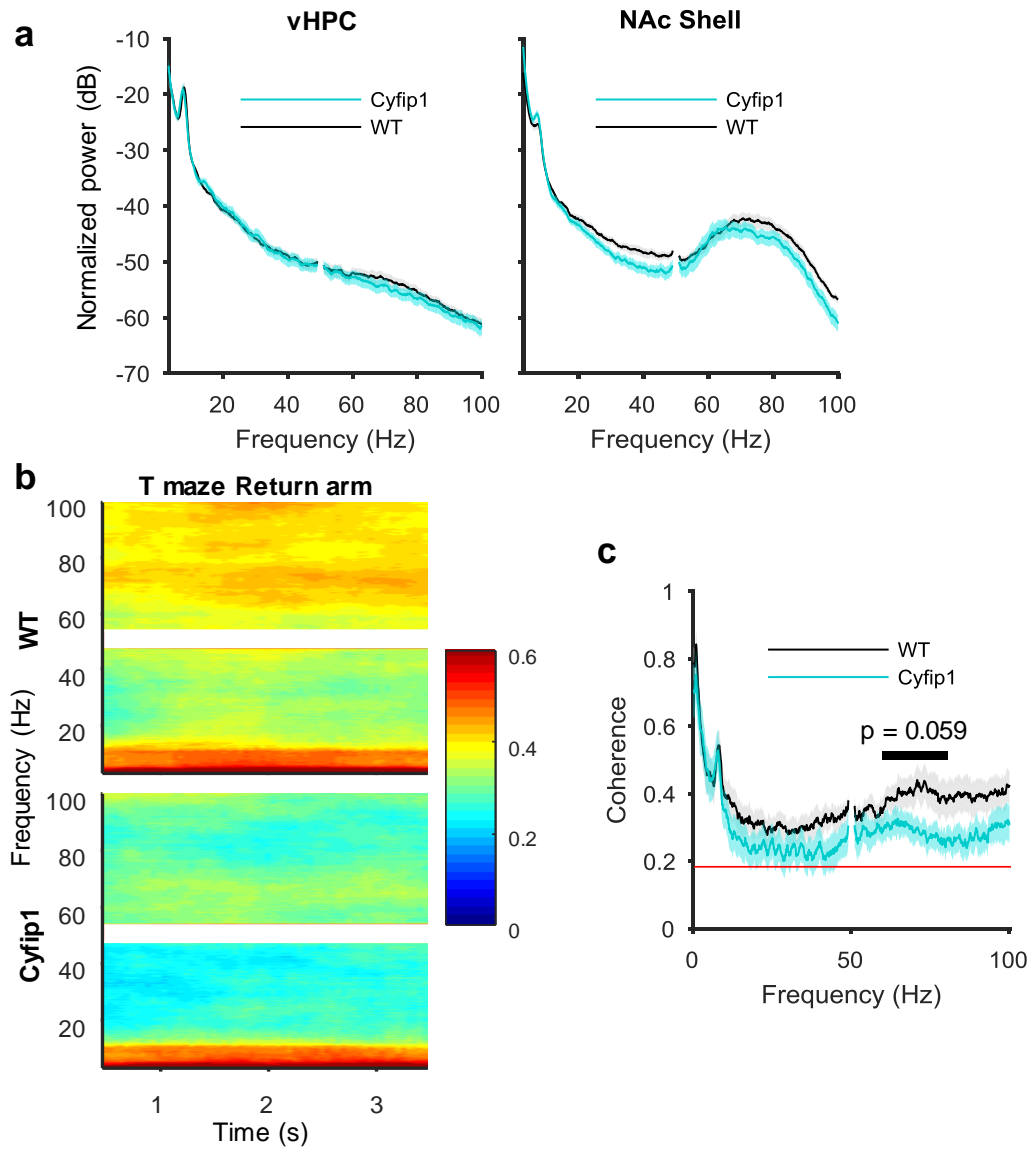 a
vHPC
NAc Shell
-10
-20
-30
-40
-50
-60
-70
Normalized power (dB)
Cyfip1
WT
Cyfip1
WT
20 40 60 80 100
20 40 60 80 100
Frequency (Hz)
Frequency (Hz)
b
T maze Return arm
100
80
60
40
20
WT
100
80
60
40
20
Cyfip1
Frequency (Hz)
1 2 3
Time (s)
0.6
0.4
0.2
0
c
1
0.8
0.6
0.4
0.2
0
Coherence
WT
Cyfip1
p = 0.059
0 50 100
Frequency (Hz)